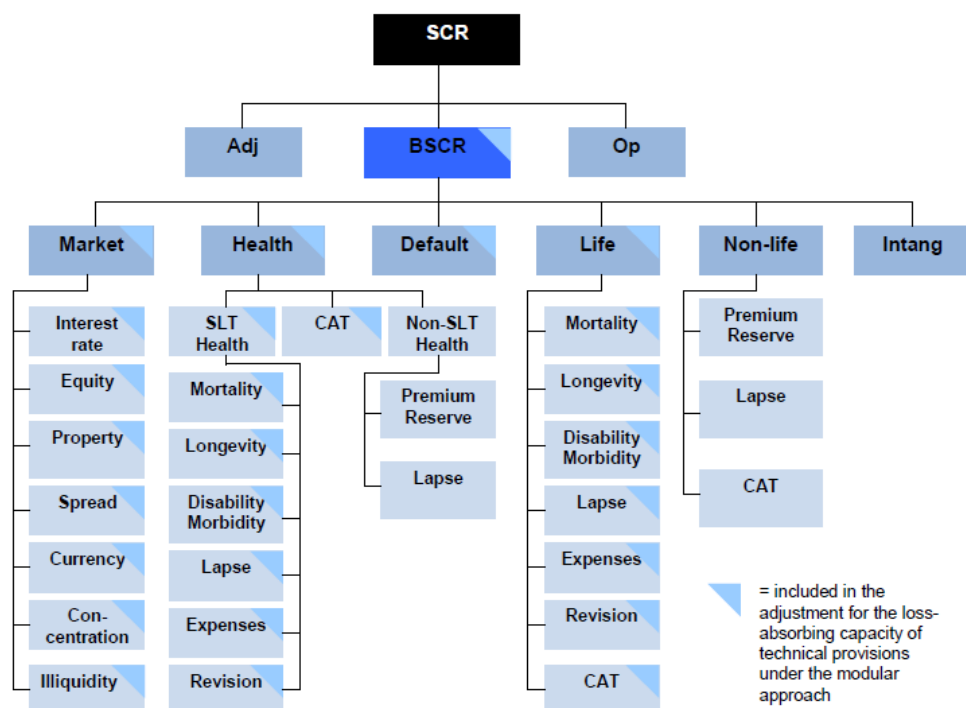 SCR
Adj
BSCR
Op
Market
Health
Default
Life
Non-life
Intang
Interest
rate
Equity
Property
Spread
Currency
Con-
centration
Illiquidity
SLT
Health
CAT
Non-SLT
Health
Mortality
Longevity
Disability
Morbidity
Lapse
Expenses
Revision
Premium
Reserve
Lapse
Mortality
Longevity
Disability
Morbidity
Lapse
Expenses
Revision
CAT
Premium
Reserve
Lapse
CAT
= included in the
adjustment for the loss-
absorbing capacity of
technical provisions
under the modular
approach